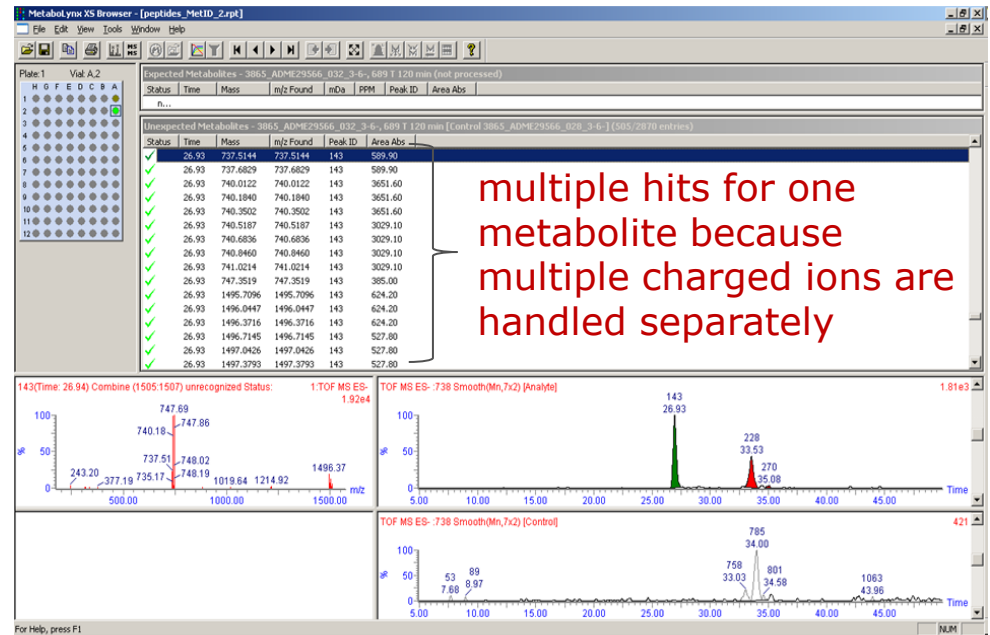 MetaboLynx XS Browser - [peptides_MetID_2.rpt]
File Edit View Tools Window Help
Plate:1 Vial: A,2
H G F E D C B A
1
2
3
4
5
6
7
8
9
10
11
12
Expected Metabolites - 3865_ADME29566_032_3-6-, 689 T 120 min (not processed)
Status Time Mass m/z Found mDa PPM Peak ID Area Abs
n...
Unexpected Metabolites - 3865_ADME29566_032_3-6-, 689 T 120 min [Control 3865_ADME29566_028_3-6-] (505/2870 entries)
Status Time Mass m/z Found Peak ID Area Abs
26.93 737.5144 737.5144 143 589.90
26.93 737.6829 737.6829 143 589.90
26.93 740.0122 740.0122 143 3651.60
26.93 740.1840 740.1840 143 3651.60
26.93 740.3502 740.3502 143 3651.60
26.93 740.5187 740.5187 143 3029.10
26.93 740.6836 740.6836 143 3029.10
26.93 740.8460 740.8460 143 3029.10
26.93 741.0214 741.0214 143 3029.10
26.93 747.3519 747.3519 143 385.00
26.93 1495.7096 1495.7096 143 624.20
26.93 1496.0447 1496.0447 143 624.20
26.93 1496.3716 1496.3716 143 624.20
26.93 1496.7145 1496.7145 143 527.80
26.93 1497.0426 1497.0426 143 527.80
26.93 1497.3793 1497.3793 143 527.80
multiple hits for one
metabolite because
multiple charged ions are
handled separately
143(Time: 26.94) Combine (1505:1507) unrecognized Status: 1:TOF MS ES-
1.92e4
747.69
100
747.86
740.18
%
50
737.51
748.02
243.20
377.19
735.17
748.19
1019.64
1214.92
1496.37
0
m/z
500.00 1000.00 1500.00
TOF MS ES- :738 Smooth(Mn,7x2) [Analyte] 1.81e3
143
26.93
100
228
33.53
%
50
270
35.08
0
Time
5.00 10.00 15.00 20.00 25.00 30.00 35.00 40.00 45.00
TOF MS ES- :738 Smooth(Mn,7x2) [Control] 421
785
34.00
100
758
33.03
801
34.58
%
50
53
7.68
89
8.97
1063
43.96
0
Time
5.00 10.00 15.00 20.00 25.00 30.00 35.00 40.00 45.00
For Help, press F1 NUM